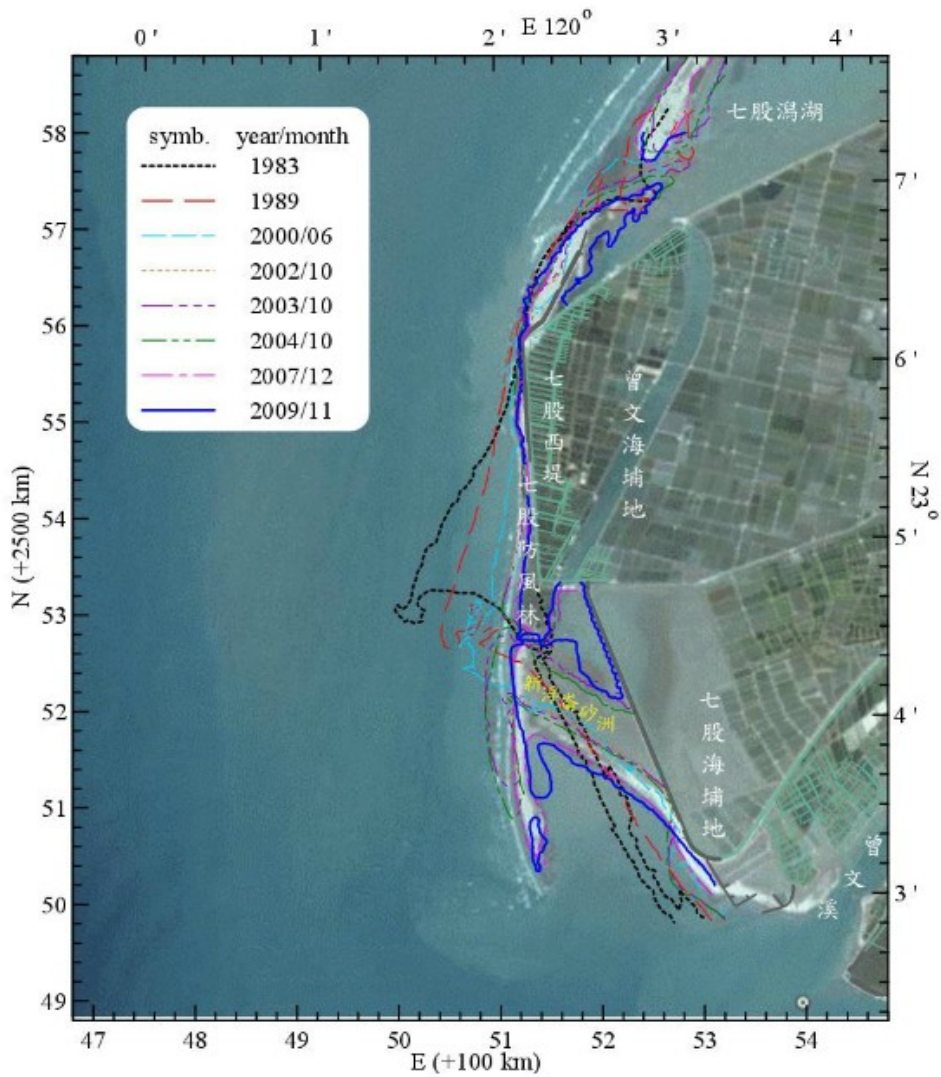 E 120°
0' 1' 2' 3' 4'
七股潟湖
symb. year/month
1983
1989
2000/06
2002/10
2003/10
2004/10
2007/12
2009/11
58
57
56
55
54
53
52
51
50
49
N (+2500 km)
7'
6'
5'
4'
3'
N 23°
七股西堤
曾文海埔地
七股防風林
七股海埔地
曾文溪
47 48 49 50 51 52 53 54
E (+100 km)